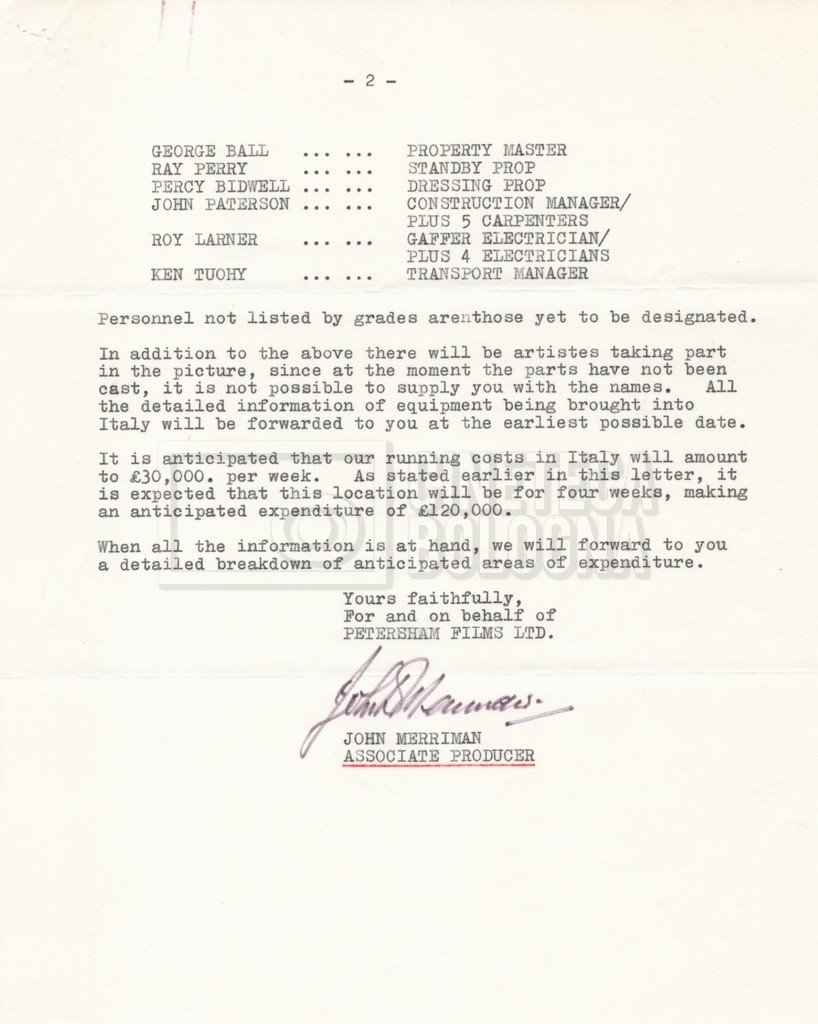 - 2 -
GEORGE BALL ... ... PROPERTY MASTER
RAY PERRY ... ... STANDBY PROP
PERCY BIDWELL ... ... DRESSING PROP
JOHN PATERSON ... ... CONSTRUCTION MANAGER/
PLUS 5 CARPENTERS
ROY LARNER ... ... GAFFER ELECTRICIAN/
PLUS 4 ELECTRICIANS
KEN TUOHY ... ... TRANSPORT MANAGER
Personnel not listed by grades arenthose yet to be designated.
In addition to the above there will be artistes taking part
in the picture, since at the moment the parts have not been
cast, it is not possible to supply you with the names. All
the detailed information of equipment being brought into
Italy will be forwarded to you at the earliest possible date.
It is anticipated that our running costs in Italy will amount
to £30,000. per week. As stated earlier in this letter, it
is expected that this location will be for four weeks, making
an anticipated expenditure of £120,000.
When all the information is at hand, we will forward to you
a detailed breakdown of anticipated areas of expenditure.
CINETECA
BOLOGNA
Yours faithfully,
For and on behalf of
PETERSHAM FILMS LTD.
JOHN MERRIMAN
ASSOCIATE PRODUCER